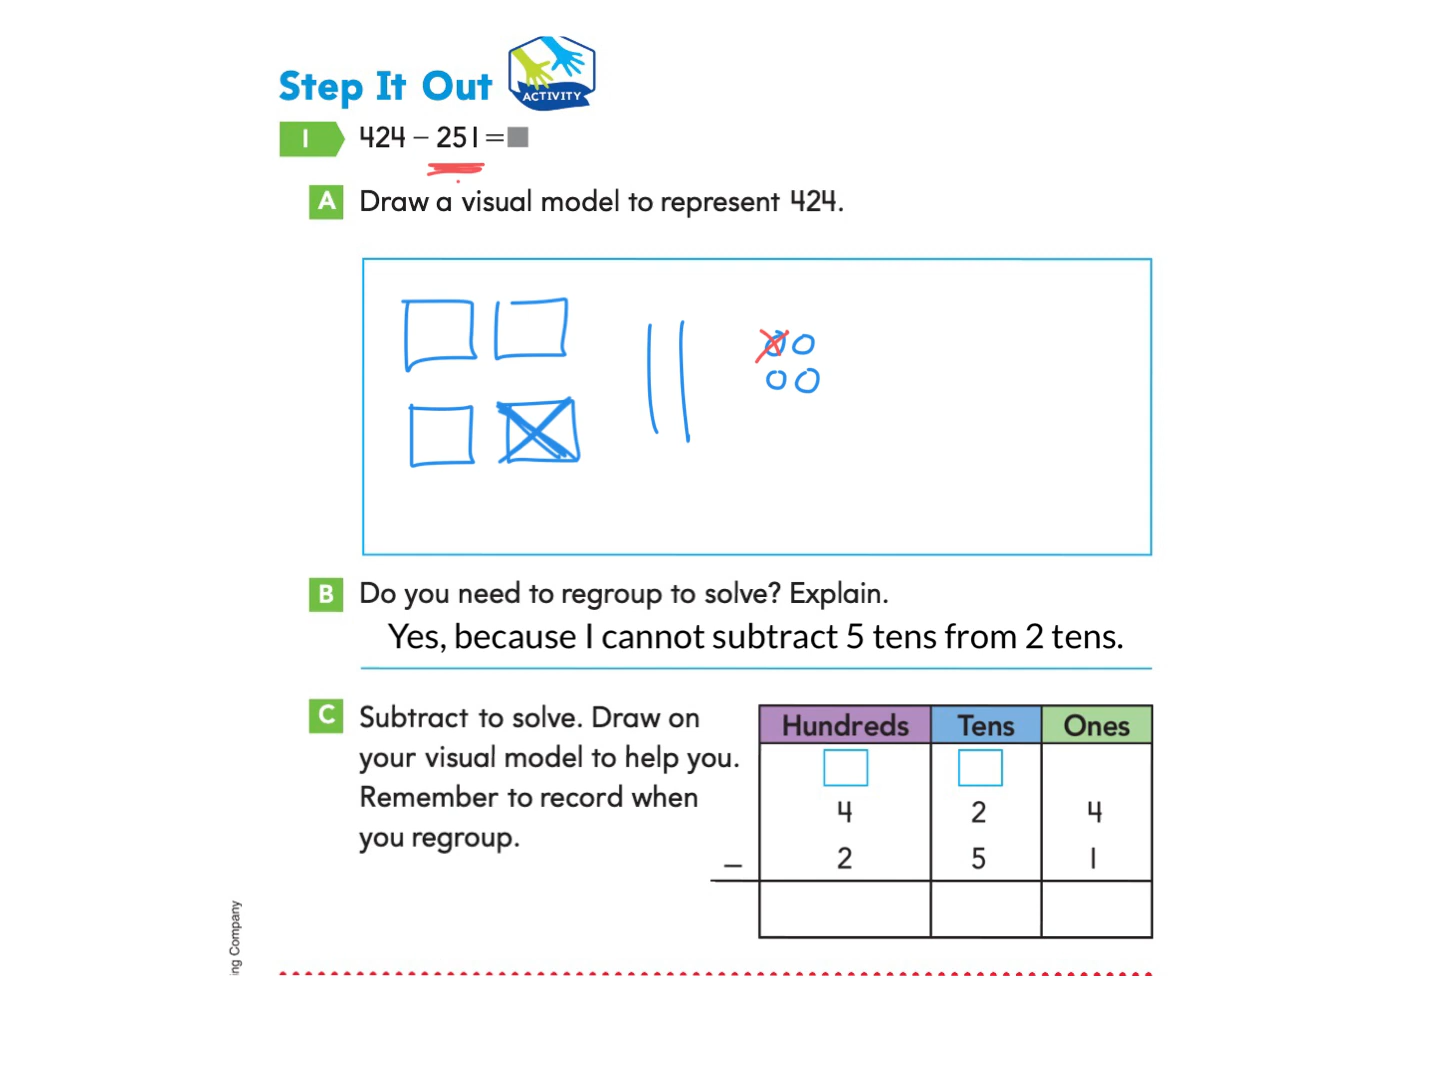 Step It Out
ACTIVITY
1 424 − 251 = ■
A Draw a visual model to represent 424.
B Do you need to regroup to solve? Explain.
Yes, because I cannot subtract 5 tens from 2 tens.
C Subtract to solve. Draw on
your visual model to help you.
Remember to record when
you regroup.
Hundreds Tens Ones
4 2 4
− 2 5 1
ing Company